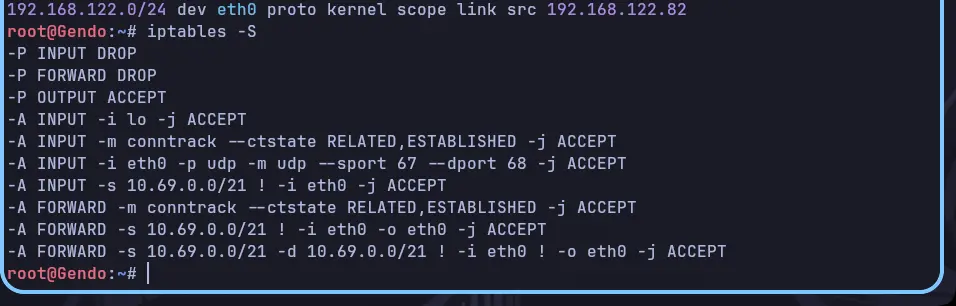 192.168.122.0/24 dev eth0 proto kernel scope link src 192.168.122.82
root@Gendo:~# iptables -S
-P INPUT DROP
-P FORWARD DROP
-P OUTPUT ACCEPT
-A INPUT -i lo -j ACCEPT
-A INPUT -m conntrack --ctstate RELATED,ESTABLISHED -j ACCEPT
-A INPUT -i eth0 -p udp -m udp --sport 67 --dport 68 -j ACCEPT
-A INPUT -s 10.69.0.0/21 ! -i eth0 -j ACCEPT
-A FORWARD -m conntrack --ctstate RELATED,ESTABLISHED -j ACCEPT
-A FORWARD -s 10.69.0.0/21 ! -i eth0 -o eth0 -j ACCEPT
-A FORWARD -s 10.69.0.0/21 -d 10.69.0.0/21 ! -i eth0 ! -o eth0 -j ACCEPT
root@Gendo:~#